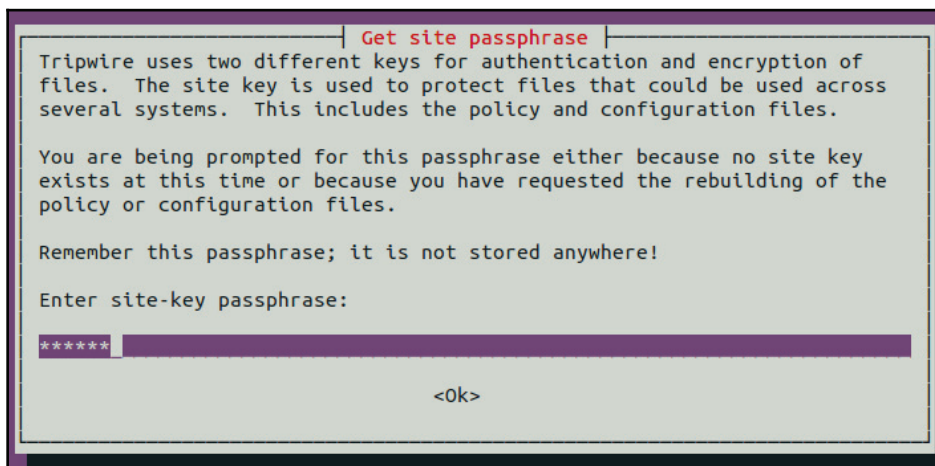 Get site passphrase
Tripwire uses two different keys for authentication and encryption of
files.  The site key is used to protect files that could be used across
several systems.  This includes the policy and configuration files.
You are being prompted for this passphrase either because no site key
exists at this time or because you have requested the rebuilding of the
policy or configuration files.
Remember this passphrase; it is not stored anywhere!
Enter site-key passphrase:
******_
<Ok>